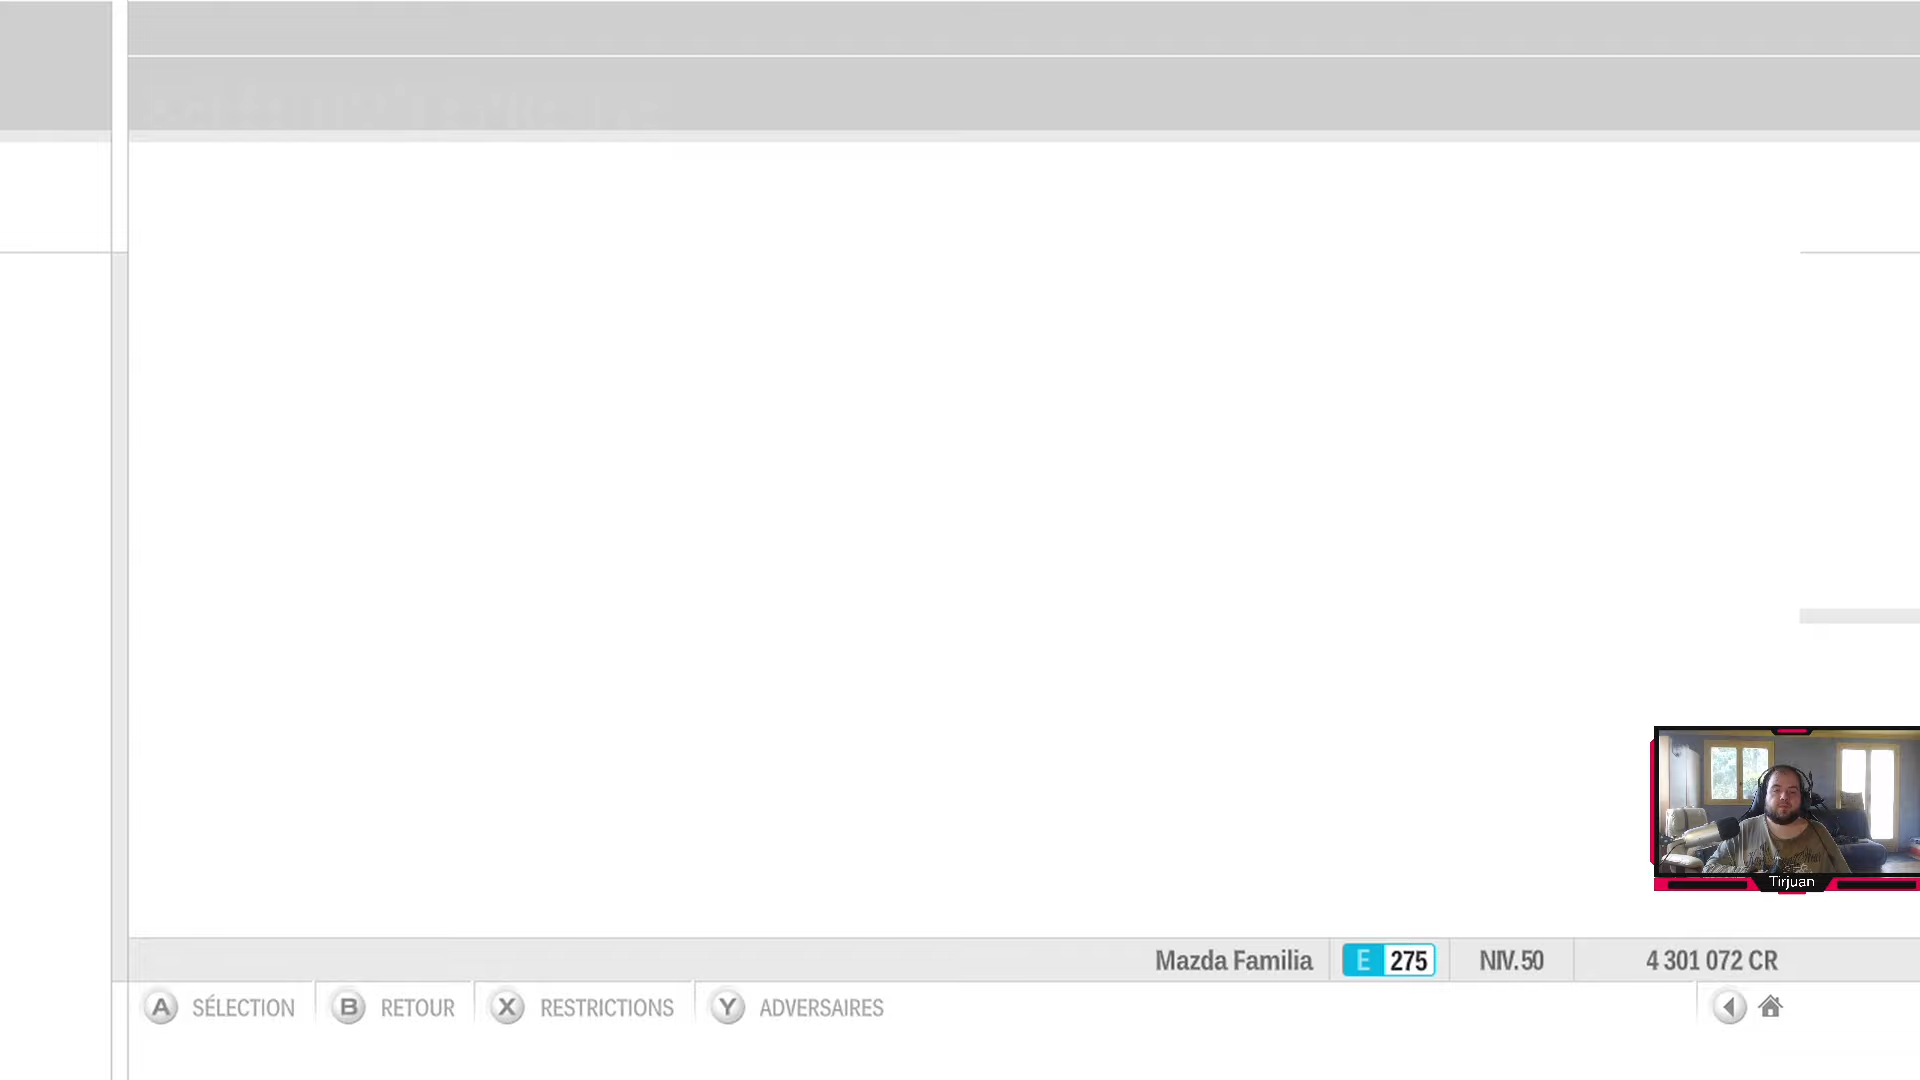 Tirjuan
Mazda Familia E 275 NIV.50 4 301 072 CR
A SÉLECTION B RETOUR X RESTRICTIONS Y ADVERSAIRES